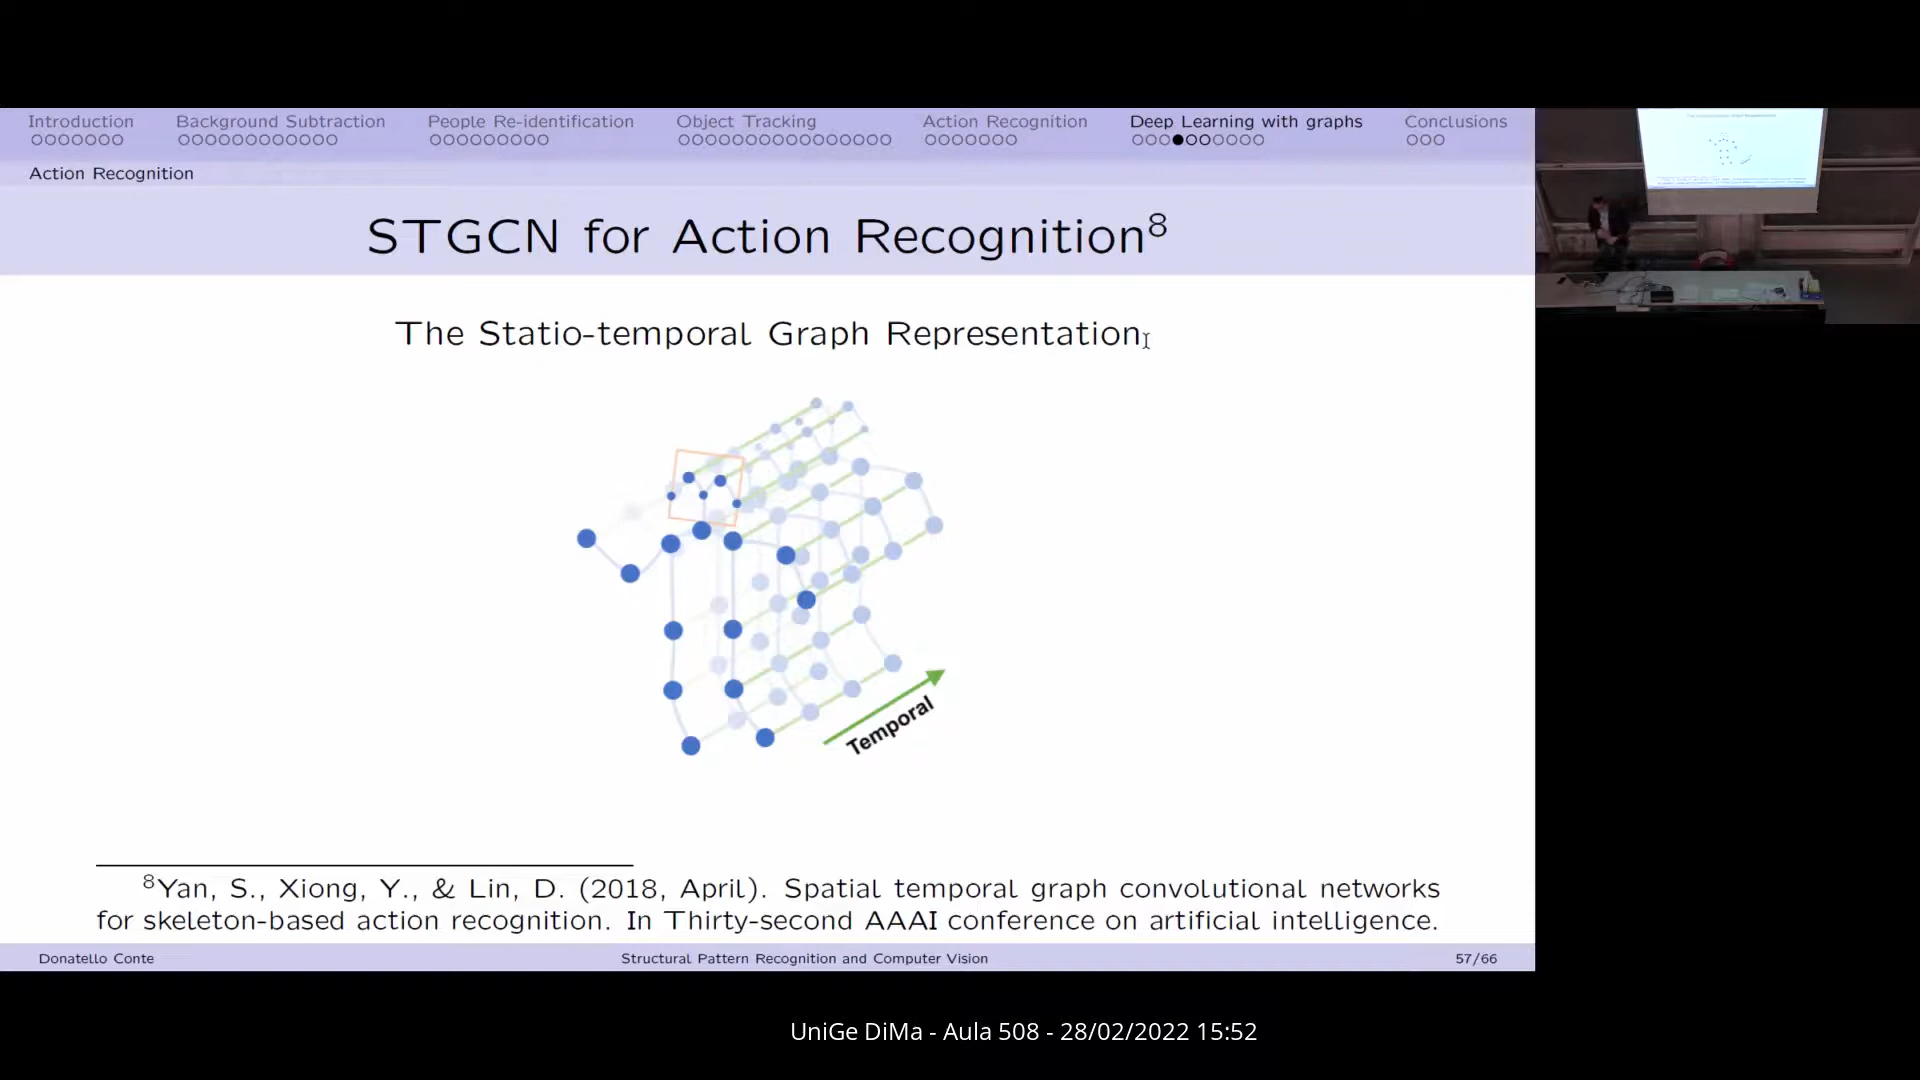 Introduction
Background Subtraction
People Re-identification
Object Tracking
Action Recognition
Deep Learning with graphs
Conclusions
Action Recognition
STGCN for Action Recognition⁸
The Statio-temporal Graph Representation
Temporal
⁸Yan, S., Xiong, Y., & Lin, D. (2018, April). Spatial temporal graph convolutional networks
for skeleton-based action recognition. In Thirty-second AAAI conference on artificial intelligence.
Donatello Conte
Structural Pattern Recognition and Computer Vision
57/66
UniGe DiMa - Aula 508 - 28/02/2022 15:52